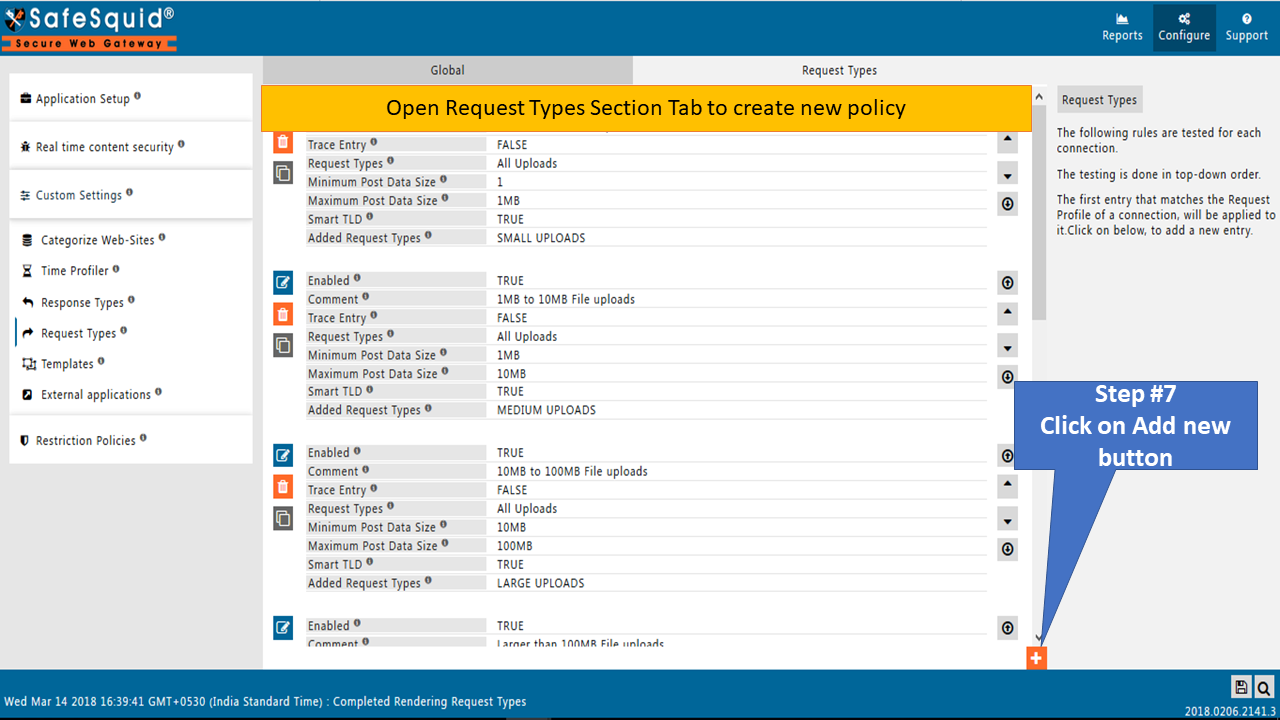 SafeSquid®
Secure Web Gateway
Reports
Configure
Support
Application Setup
Real time content security
Custom Settings
Categorize Web-Sites
Time Profiler
Response Types
Request Types
Templates
External applications
Restriction Policies
Global
Request Types
Open Request Types Section Tab to create new policy
Trace Entry FALSE
Request Types All Uploads
Minimum Post Data Size 1
Maximum Post Data Size 1MB
Smart TLD TRUE
Added Request Types SMALL UPLOADS
Enabled TRUE
Comment 1MB to 10MB File uploads
Trace Entry FALSE
Request Types All Uploads
Minimum Post Data Size 1MB
Maximum Post Data Size 10MB
Smart TLD TRUE
Added Request Types MEDIUM UPLOADS
Enabled TRUE
Comment 10MB to 100MB File uploads
Trace Entry FALSE
Request Types All Uploads
Minimum Post Data Size 10MB
Maximum Post Data Size 100MB
Smart TLD TRUE
Added Request Types LARGE UPLOADS
Enabled TRUE
Comment Larger than 100MB File uploads
Request Types
The following rules are tested for each
connection.
The testing is done in top-down order.
The first entry that matches the Request
Profile of a connection, will be applied to
it.Click on below, to add a new entry.
Step #7
Click on Add new
button
Wed Mar 14 2018 16:39:41 GMT+0530 (India Standard Time) : Completed Rendering Request Types
2018.0206.2141.3